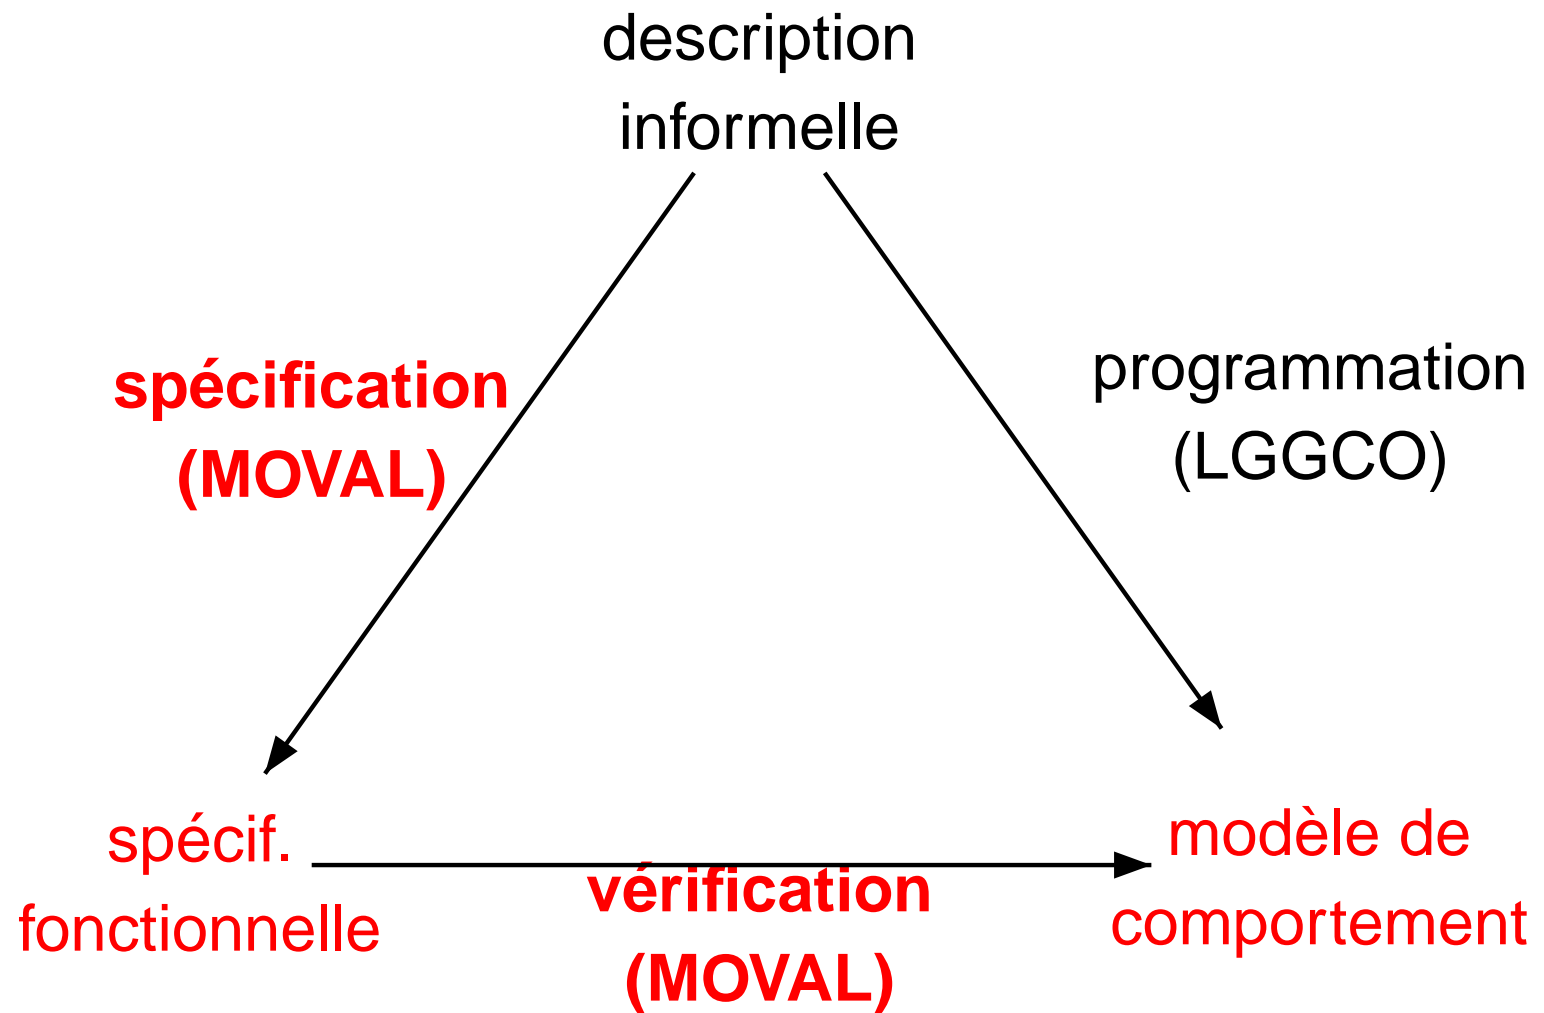 description
informelle
spécification
(MOVAL)
programmation
(LGGCO)
spécif.
fonctionnelle
vérification
(MOVAL)
modèle de
comportement